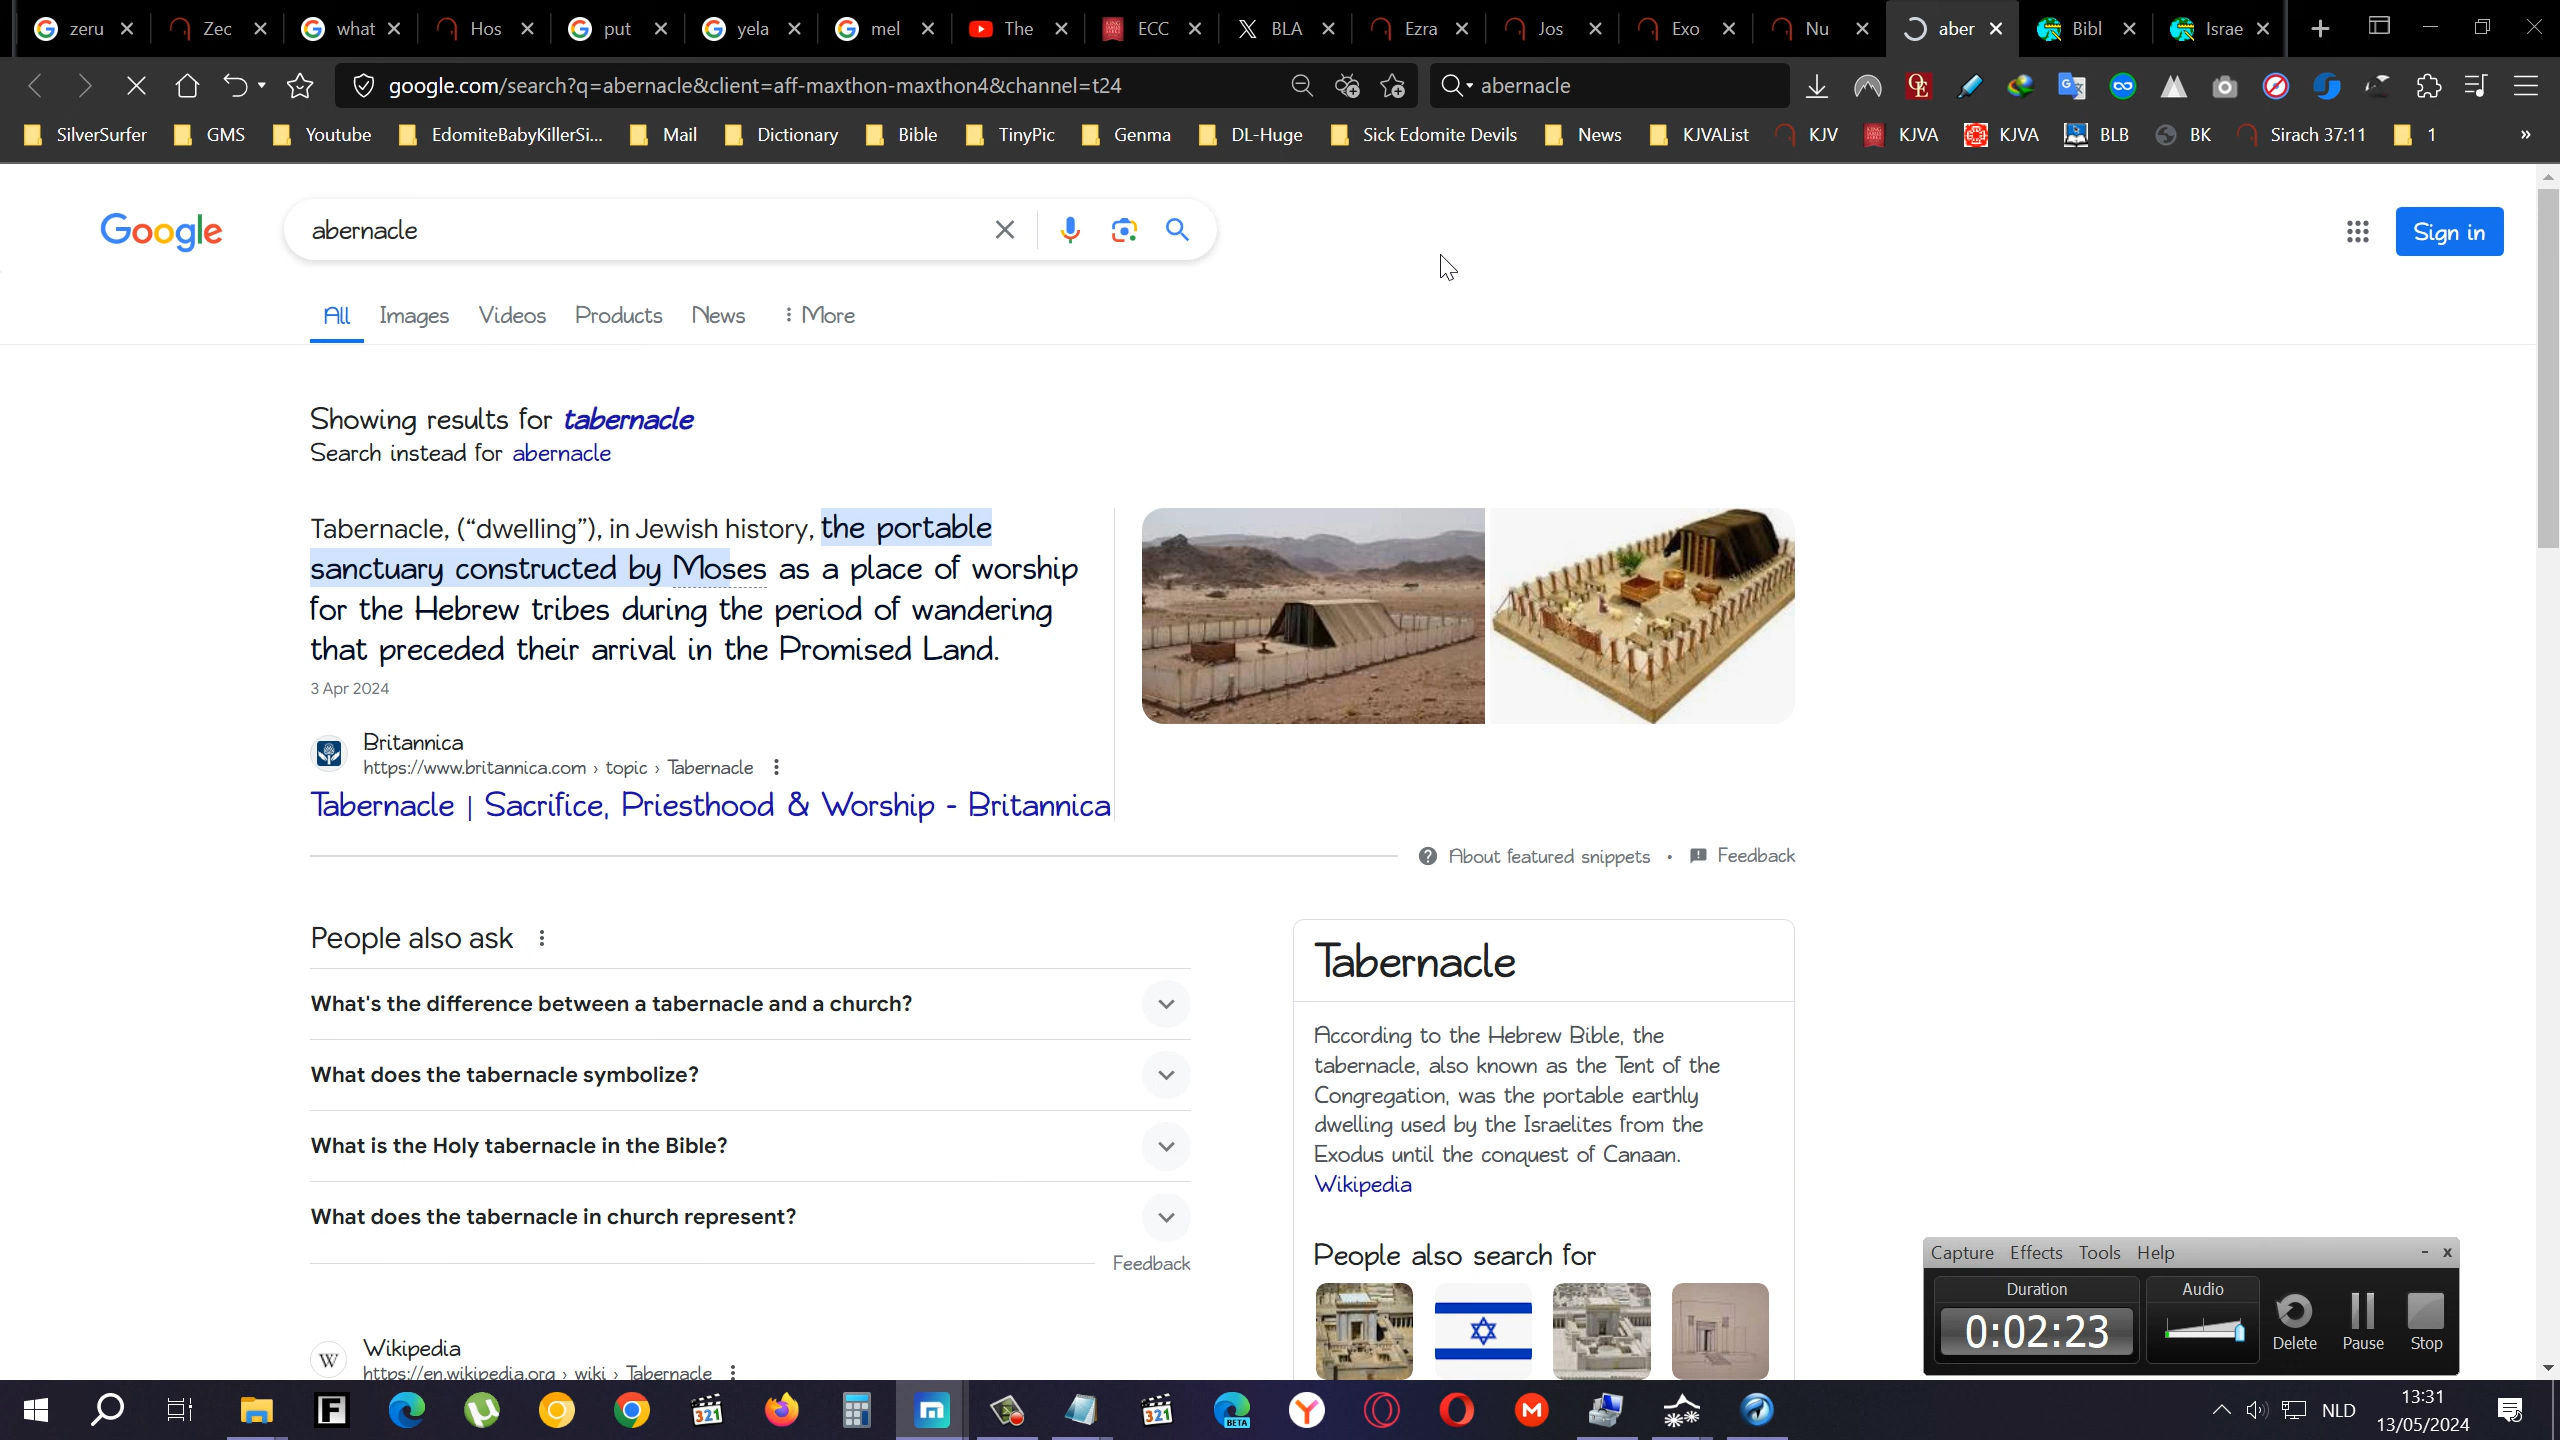 zeru Zec what Hos put yela mel The ECC BLA Ezra Jos Exo Nu aber Bibl Israe
google.com/search?q=abernacle&client=aff-maxthon-maxthon4&channel=t24 abernacle
SilverSurfer GMS Youtube EdomiteBabyKillerSi... Mail Dictionary Bible TinyPic Genma DL-Huge Sick Edomite Devils News KJVAList KJV KJVA KJVA BLB BK Sirach 37:11 1 »
Google abernacle Sign in
All Images Videos Products News More
Showing results for tabernacle
Search instead for abernacle
Tabernacle, (“dwelling”), in Jewish history, the portable
sanctuary constructed by Moses as a place of worship
for the Hebrew tribes during the period of wandering
that preceded their arrival in the Promised Land.
3 Apr 2024
Britannica
https://www.britannica.com › topic › Tabernacle
Tabernacle | Sacrifice, Priesthood & Worship - Britannica
About featured snippets • Feedback
People also ask
What's the difference between a tabernacle and a church?
What does the tabernacle symbolize?
What is the Holy tabernacle in the Bible?
What does the tabernacle in church represent?
Feedback
Wikipedia
https://en.wikipedia.org › wiki › Tabernacle
Tabernacle
According to the Hebrew Bible, the
tabernacle, also known as the Tent of the
Congregation, was the portable earthly
dwelling used by the Israelites from the
Exodus until the conquest of Canaan.
Wikipedia
People also search for
Capture Effects Tools Help
Duration Audio
0:02:23
Delete Pause Stop
321 321 BETA
NLD
13:31
13/05/2024